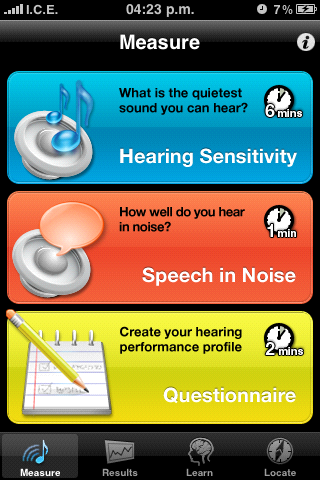 I.C.E. 04:23 p.m. 7%
Measure
i
What is the quietest
sound you can hear?
6 mins
Hearing Sensitivity
How well do you hear
in noise?
1 min
Speech in Noise
Create your hearing
performance profile
2 mins
Questionnaire
Measure Results Learn Locate